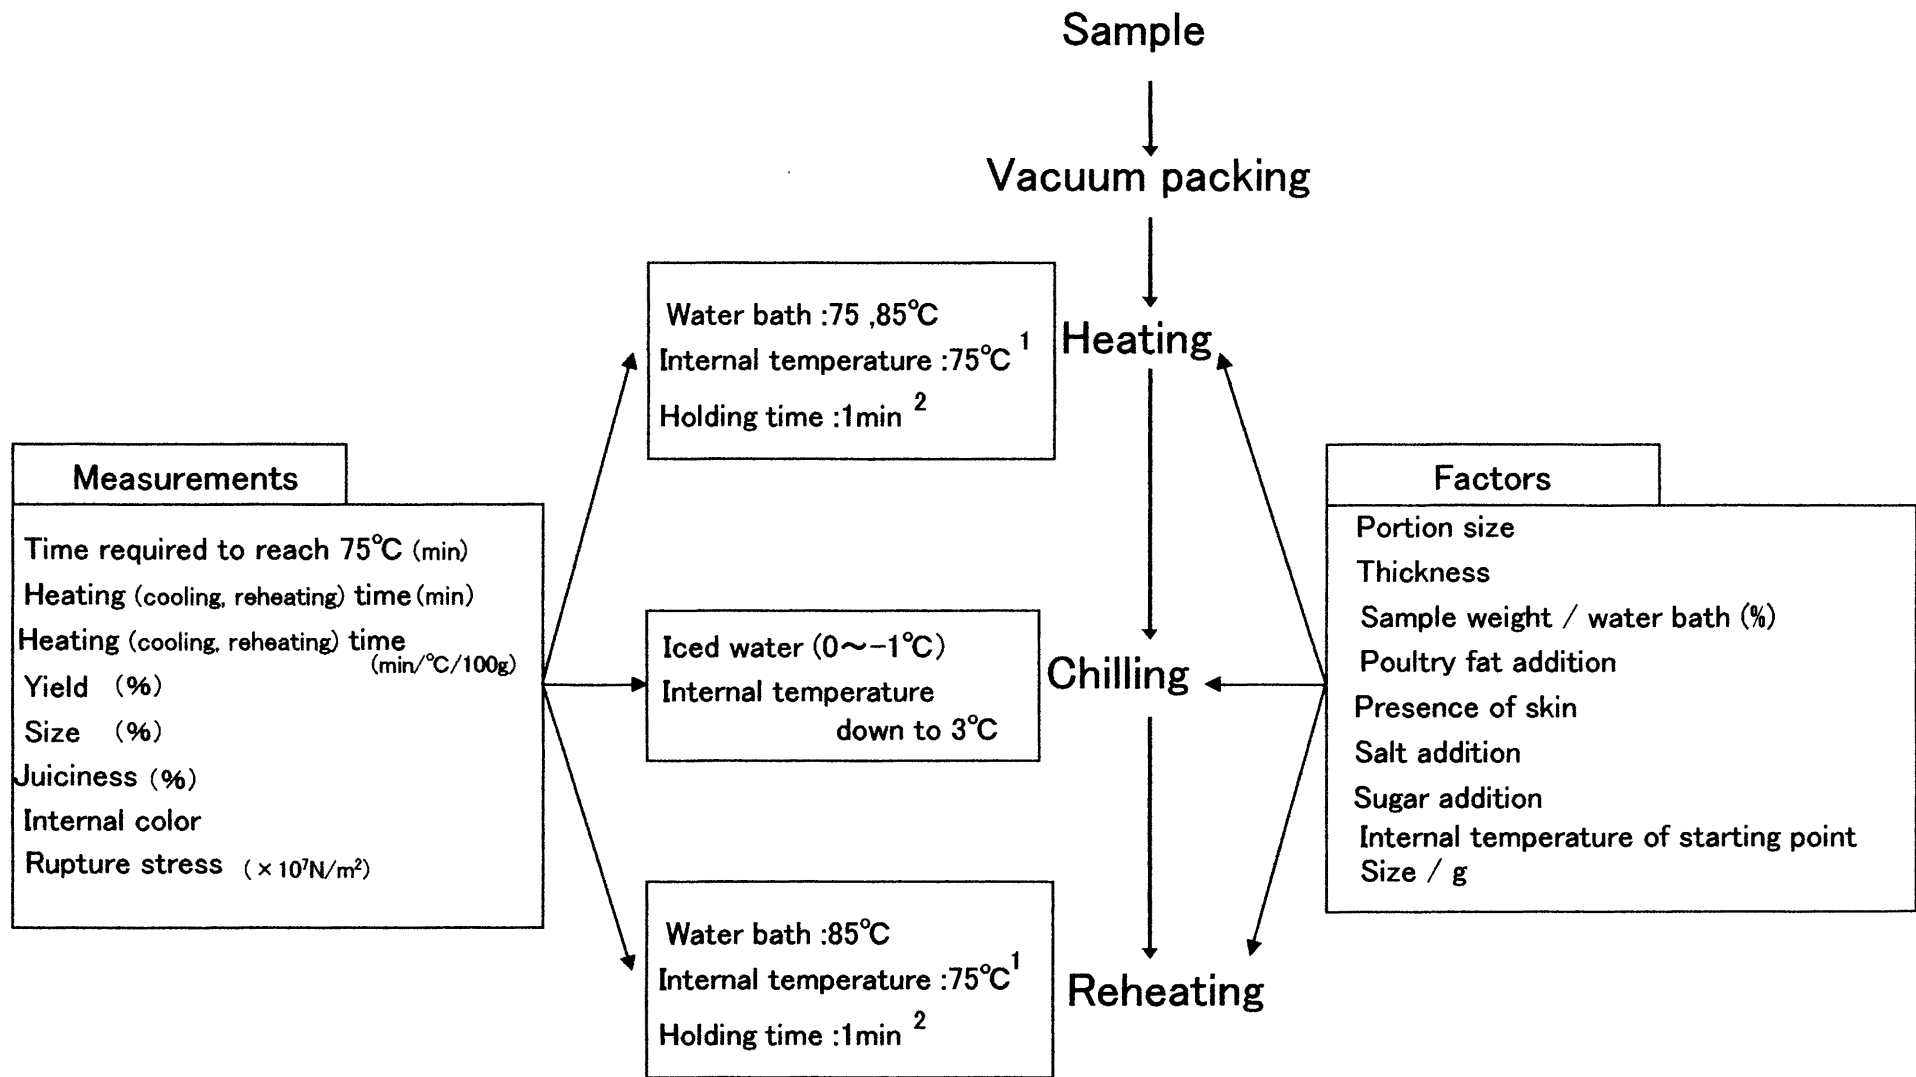 Sample
Vacuum packing
Water bath :75 ,85℃
Internal temperature :75℃ 1
Holding time :1min 2
Heating
Measurements
Time required to reach 75℃ (min)
Heating (cooling, reheating) time (min)
Heating (cooling, reheating) time
(min/℃/100g)
Yield (%)
Size (%)
Juiciness (%)
Internal color
Rupture stress (×10⁷N/m²)
Iced water (0～-1℃)
Internal temperature
down to 3℃
Chilling
Factors
Portion size
Thickness
Sample weight / water bath (%)
Poultry fat addition
Presence of skin
Salt addition
Sugar addition
Internal temperature of starting point
Size / g
Water bath :85℃
Internal temperature :75℃ 1
Holding time :1min 2
Reheating